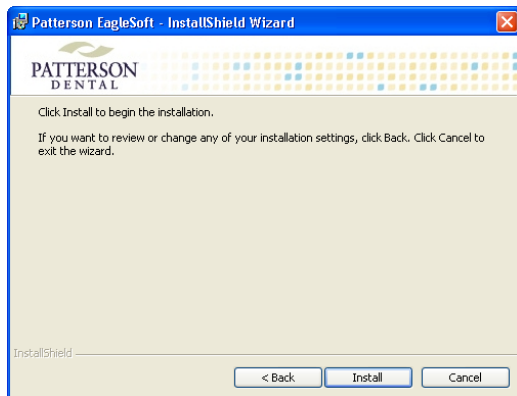 Patterson EagleSoft - InstallShield Wizard
PATTERSON
DENTAL
Click Install to begin the installation.
If you want to review or change any of your installation settings, click Back. Click Cancel to
exit the wizard.
InstallShield
< Back Install Cancel